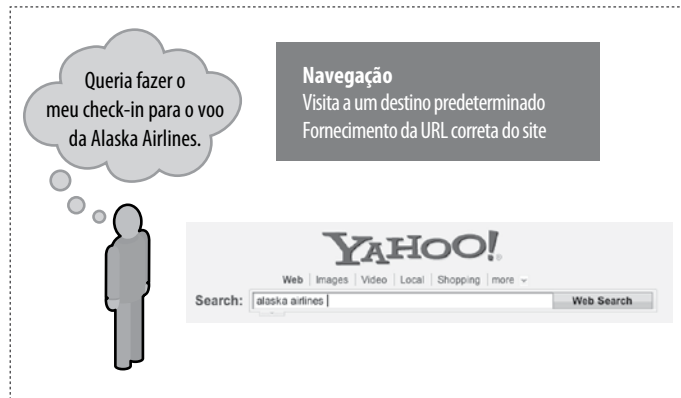 Queria fazer o
meu check-in para o voo
da Alaska Airlines.
Navegação
Visita a um destino predeterminado
Fornecimento da URL correta do site
YAHOO!
Web | Images | Video | Local | Shopping | more
Search: alaska airlines Web Search